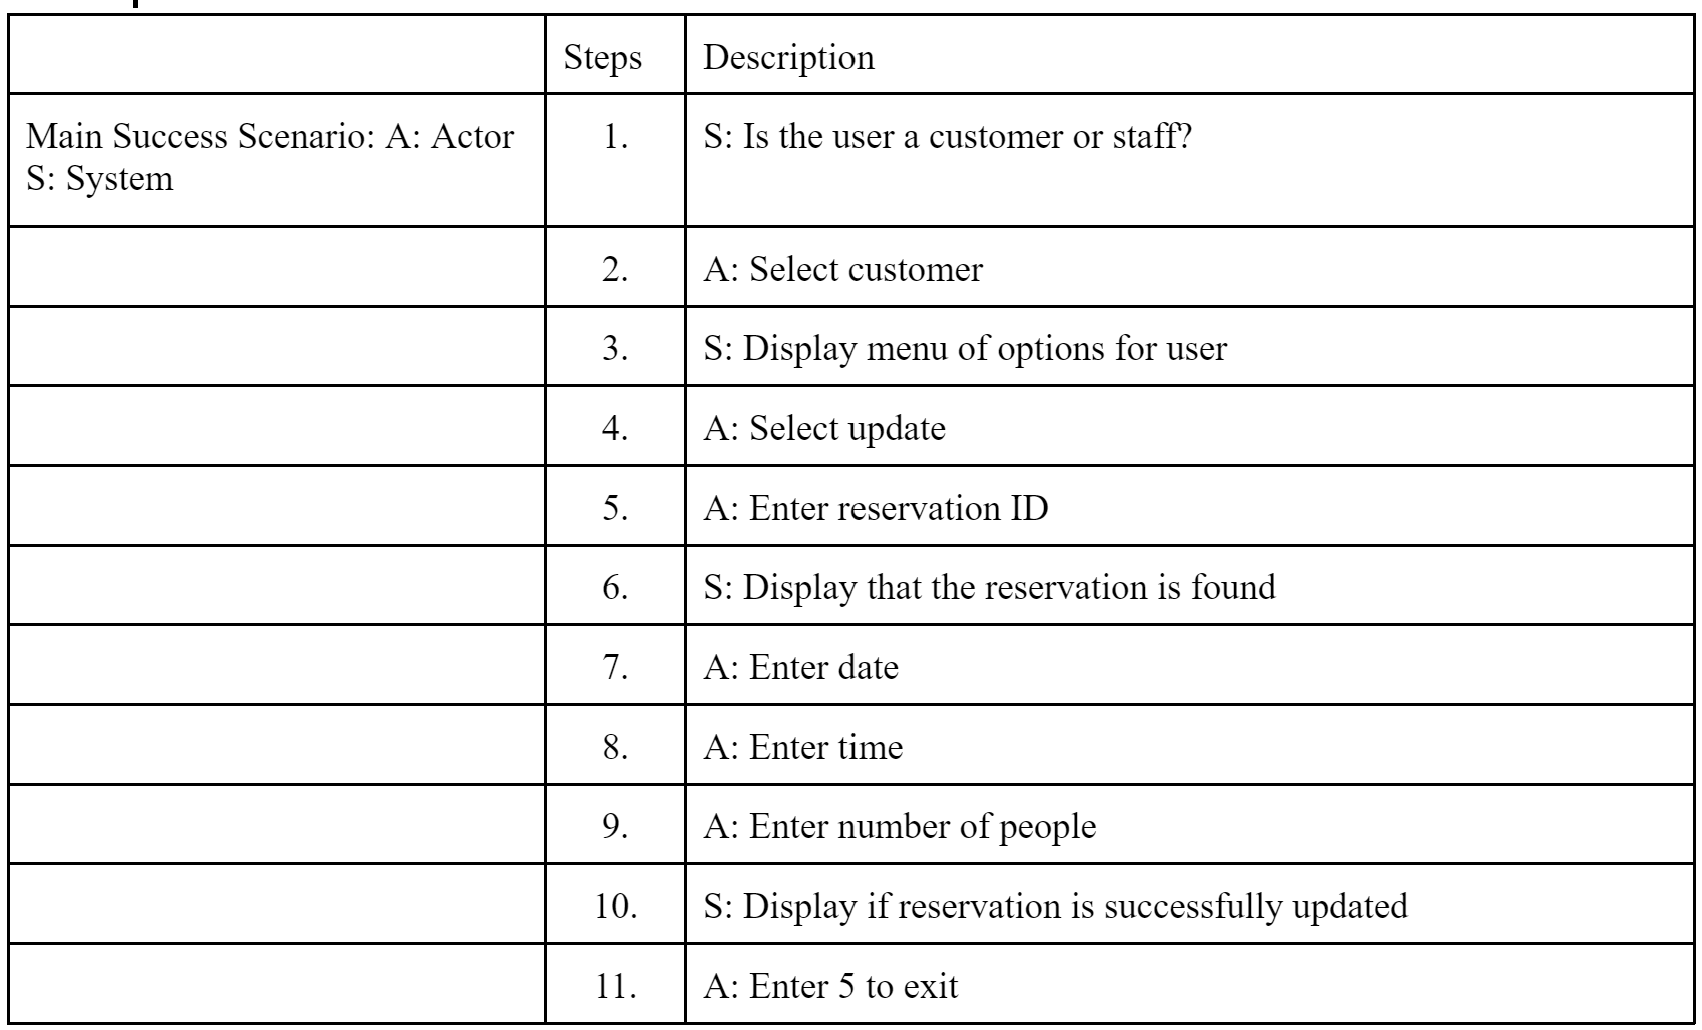 Steps Description
Main Success Scenario: A: Actor 1. S: Is the user a customer or staff?
S: System
2. A: Select customer
3. S: Display menu of options for user
4. A: Select update
5. A: Enter reservation ID
6. S: Display that the reservation is found
7. A: Enter date
8. A: Enter time
9. A: Enter number of people
10. S: Display if reservation is successfully updated
11. A: Enter 5 to exit